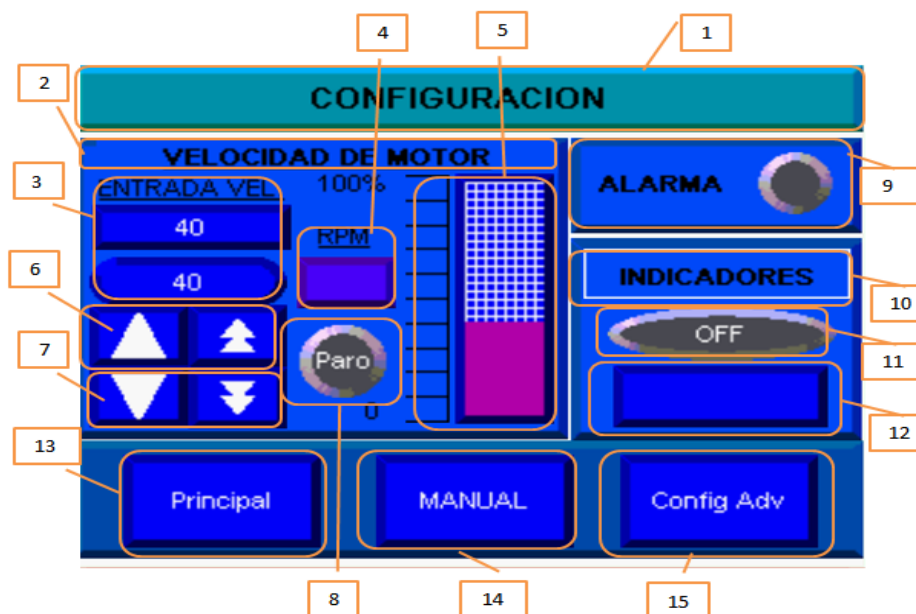 4
5
1
2
CONFIGURACION
VELOCIDAD DE MOTOR
3
ENTRADA VEL
100%
ALARMA
9
40
RPM
6
40
INDICADORES
10
OFF
7
Paro
11
0
12
13
Principal
MANUAL
Config Adv
8
14
15